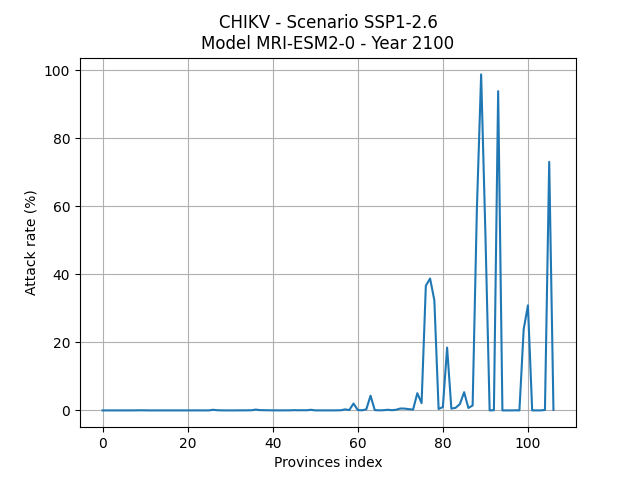 CHIKV - Scenario SSP1-2.6
Model MRI-ESM2-0 - Year 2100
100
80
60
40
20
0
Attack rate (%)
0 20 40 60 80 100
Provinces index